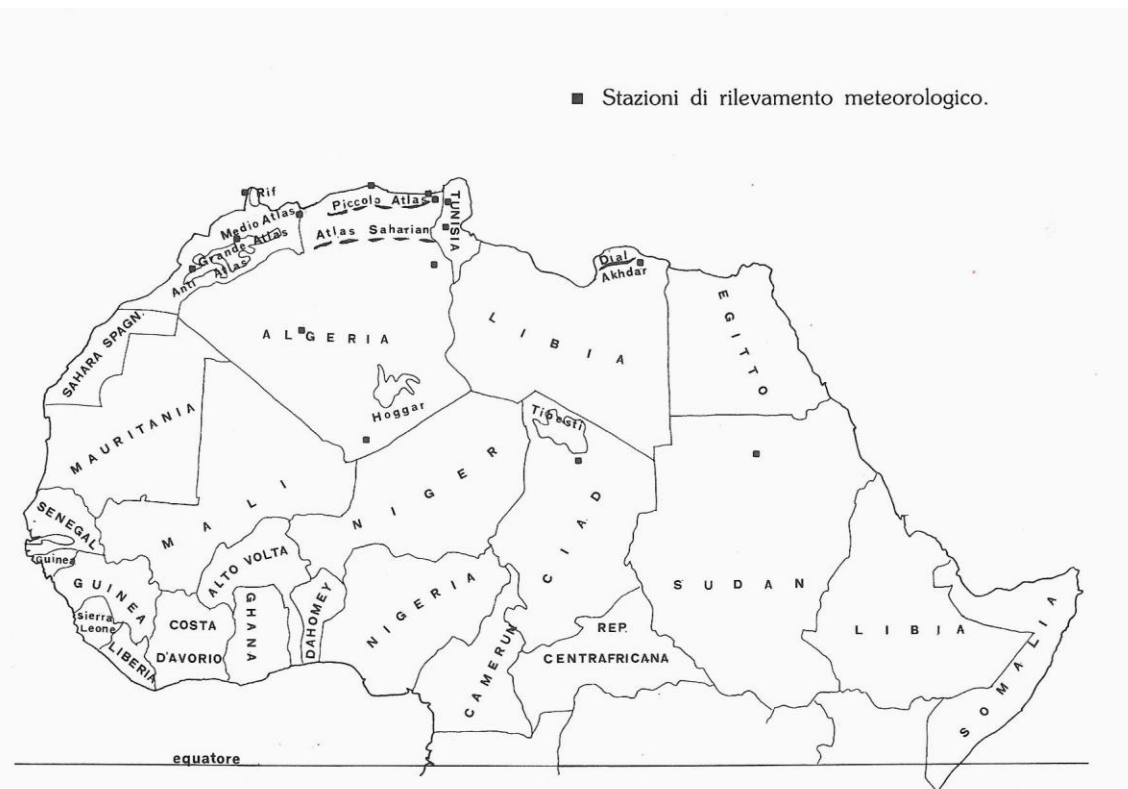 Stazioni di rilevamento meteorologico.
Rif
Piccolo Atlas
Medio Atlas
Atlas Saharian
TUNISIA
Grande Atlas
Anti Atlas
Djal
Akhdar
EGITTO
LIBIA
ALGERIA
SAHARA SPAGN.
Hoggar
Tibesti
MAURITANIA
NIGER
MALI
CIAD
SENEGAL
Guinea
ALTO VOLTA
GUINEA
SUDAN
NIGERIA
DAHOMEY
GHANA
Sierra
Leone
COSTA
D'AVORIO
LIBERIA
REP.
CENTRAFRICANA
CAMERUN
LIBIA
SOMALIA
equatore